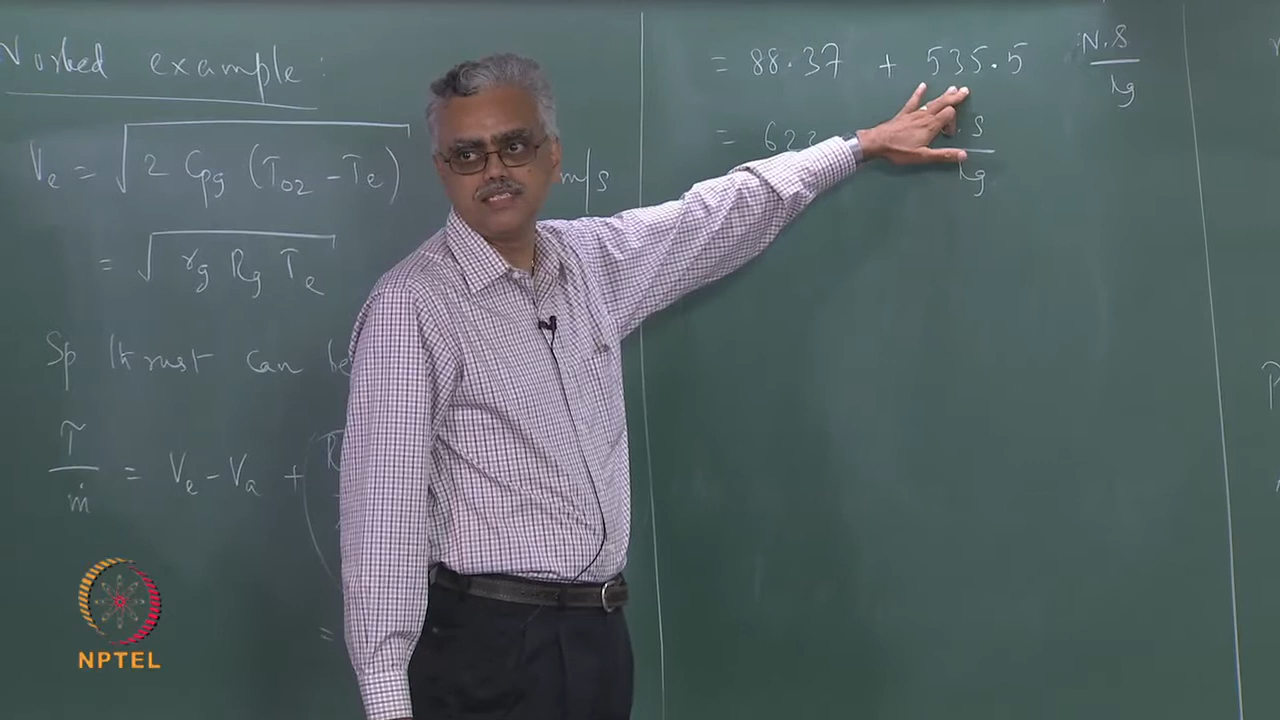 Worked example:
Ve = √2 Cpg (T02 - Te) m/s
= √γg Rg Te
Sp thrust can be
T/ṁ = Ve - Va + (
=
= 88.37 + 535.5 N.S/kg
= 622 .s/kg
NPTEL